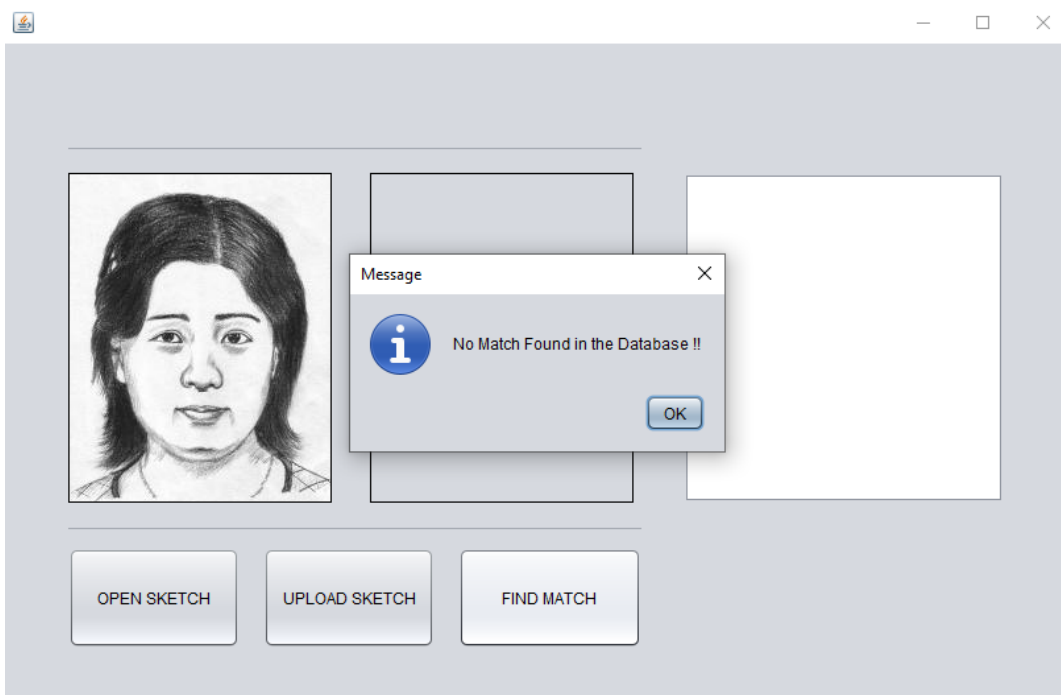 Message
No Match Found in the Database !!
OK
OPEN SKETCH
UPLOAD SKETCH
FIND MATCH